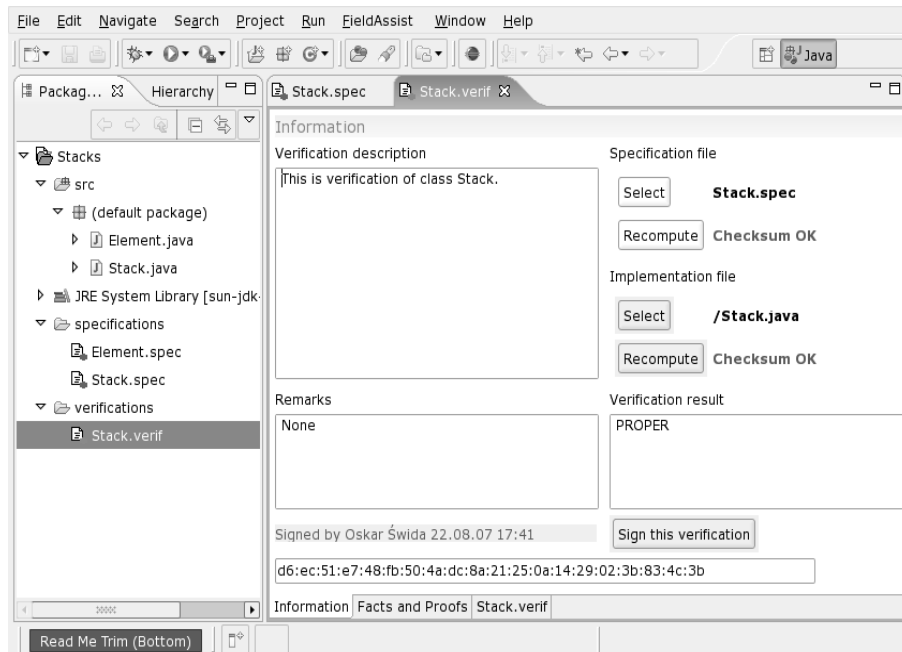 File Edit Navigate Search Project Run FieldAssist Window Help
Java
Packag... Hierarchy
Stack.spec Stack.verif
Stacks
src
(default package)
Element.java
Stack.java
JRE System Library [sun-jdk-
specifications
Element.spec
Stack.spec
verifications
Stack.verif
Information
Verification description
This is verification of class Stack.
Specification file
Select Stack.spec
Recompute Checksum OK
Implementation file
Select /Stack.java
Recompute Checksum OK
Remarks
None
Verification result
PROPER
Signed by Oskar Świda 22.08.07 17:41
Sign this verification
d6:ec:51:e7:48:fb:50:4a:dc:8a:21:25:0a:14:29:02:3b:83:4c:3b
Information Facts and Proofs Stack.verif
Read Me Trim (Bottom)